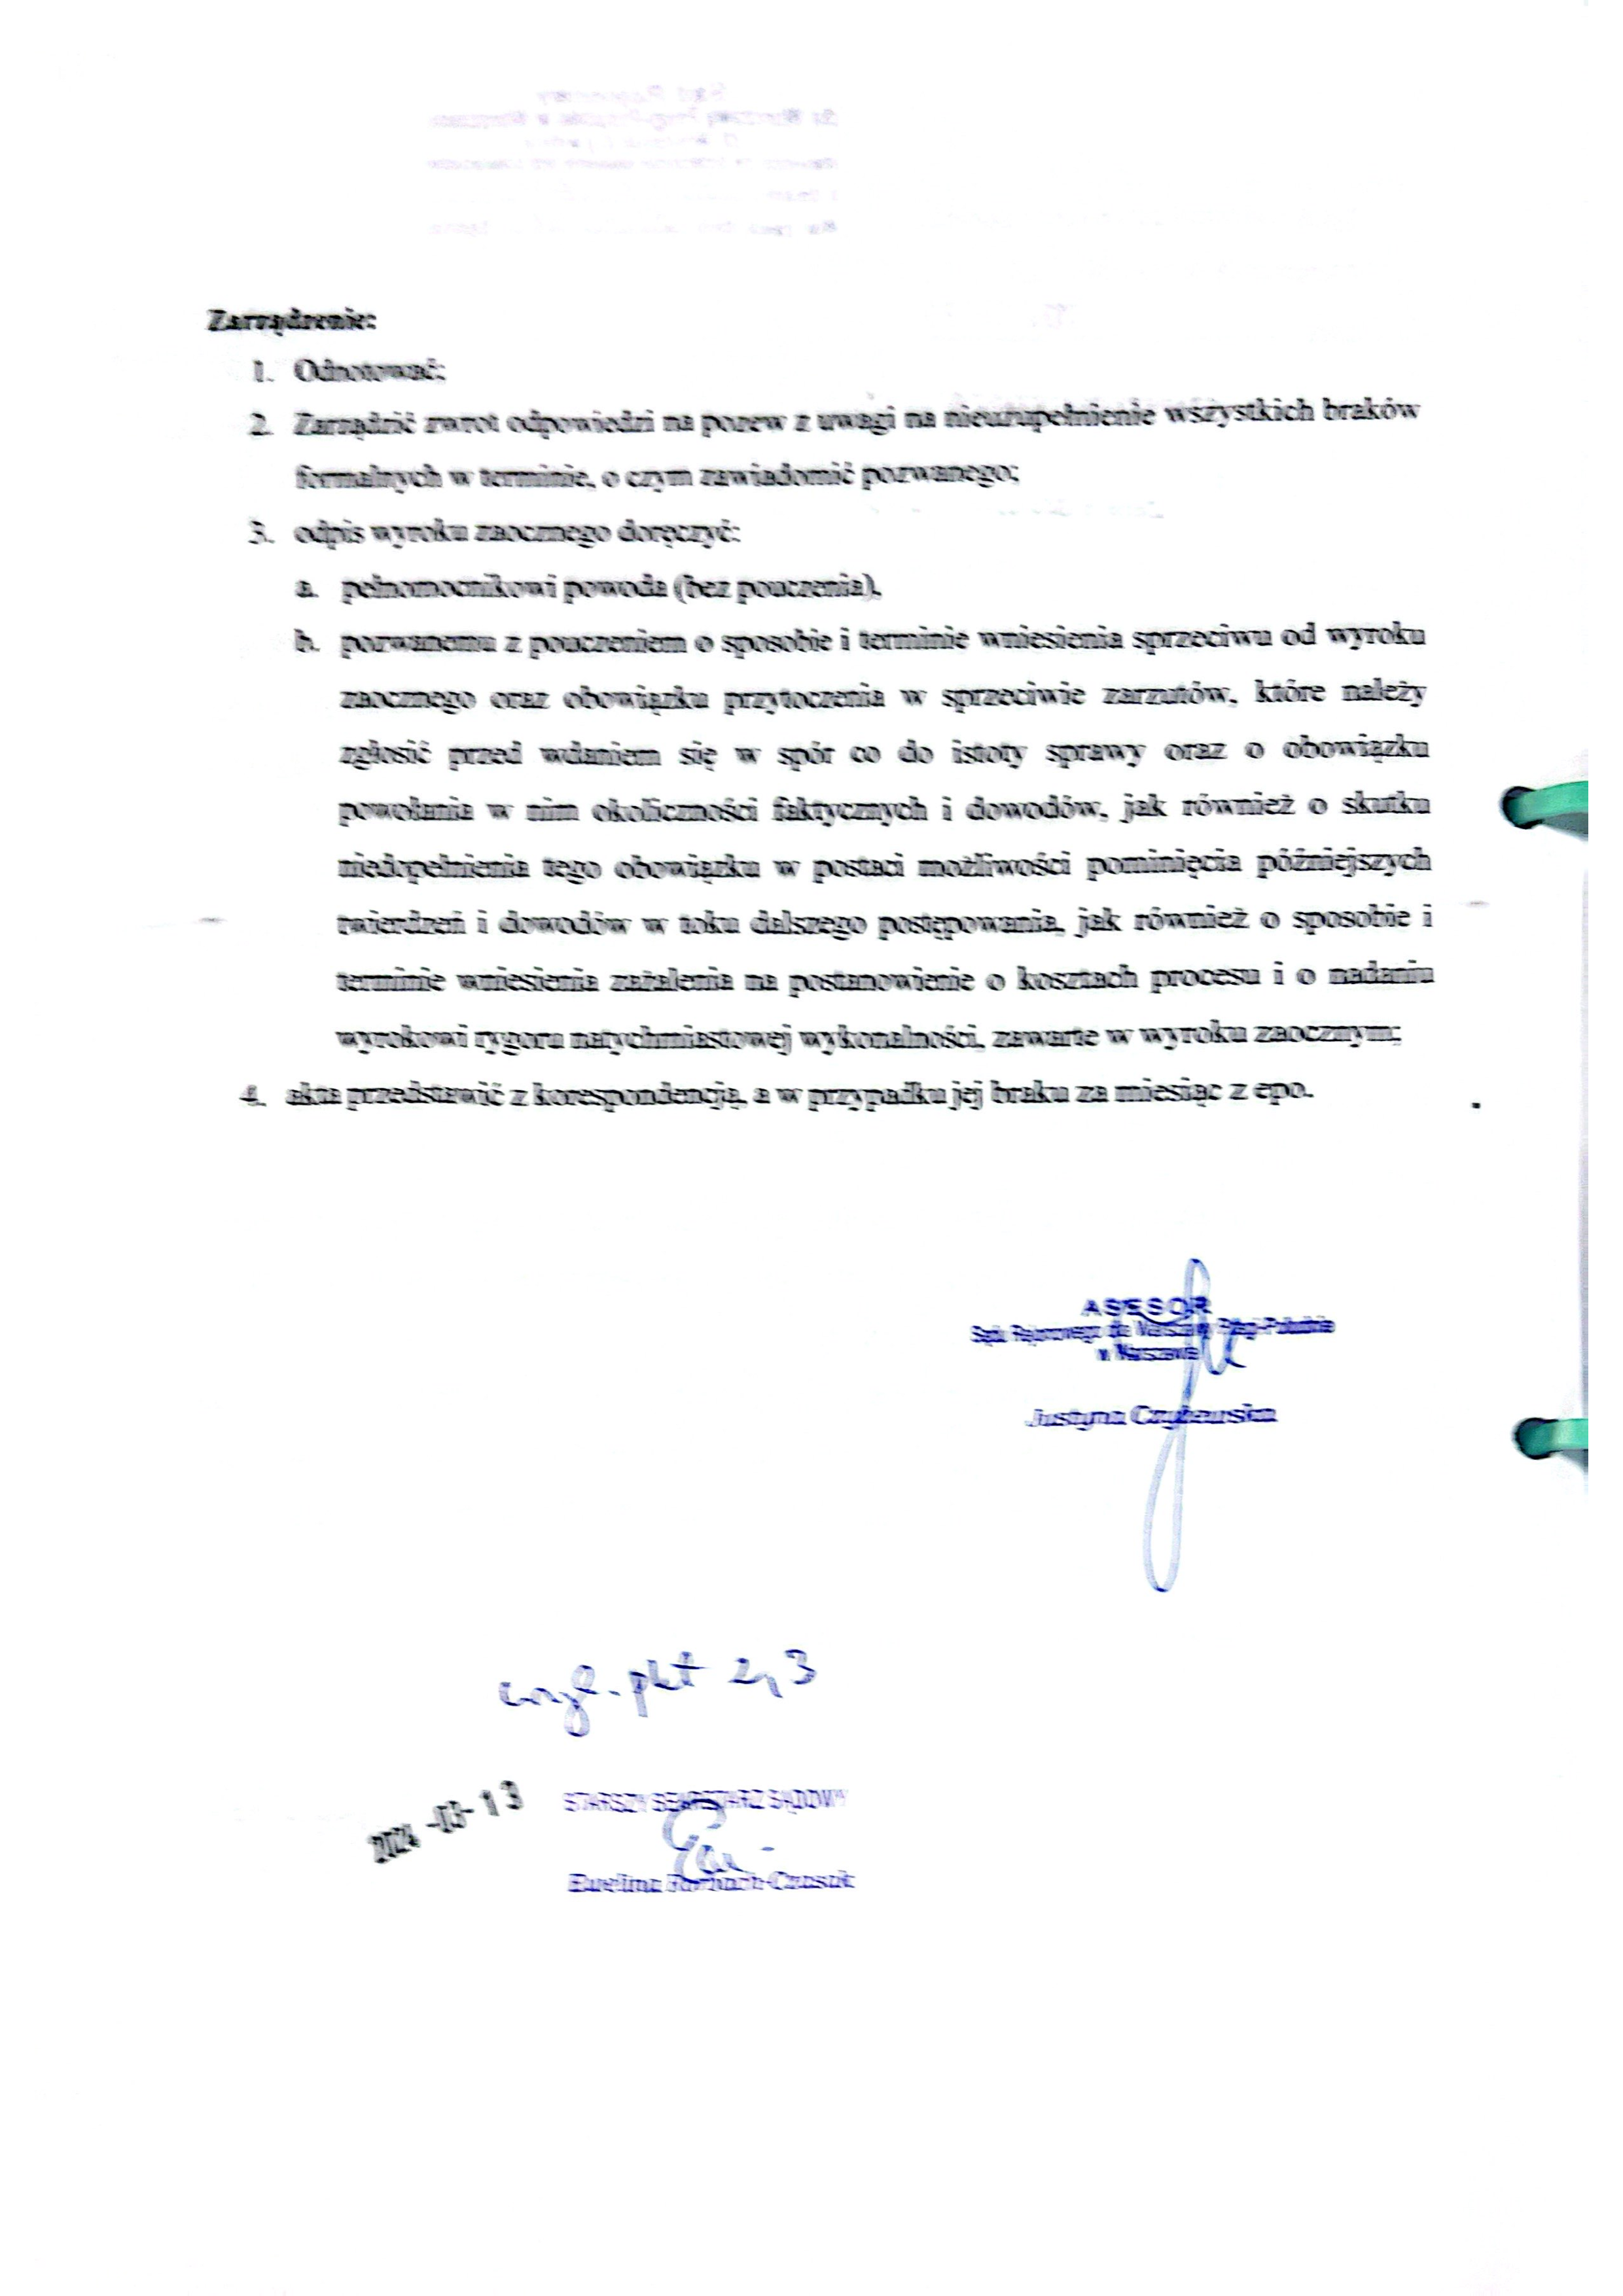 Zarządzenie:
1. Odnotować;
2. Zarządzić zwrot odpowiedzi na pozew z uwagi na nieuzupełnienie wszystkich braków
formalnych w terminie, o czym zawiadomić pozwanego;
3. odpis wyroku zaocznego doręczyć:
a. pełnomocnikowi powoda (bez pouczenia),
b. pozwanemu z pouczeniem o sposobie i terminie wniesienia sprzeciwu od wyroku
zaocznego oraz obowiązku przytoczenia w sprzeciwie zarzutów, które należy
zgłosić przed wdaniem się w spór co do istoty sprawy oraz o obowiązku
powołania w nim okoliczności faktycznych i dowodów, jak również o skutku
niedopełnienia tego obowiązku w postaci możliwości pominięcia późniejszych
twierdzeń i dowodów w toku dalszego postępowania, jak również o sposobie i
terminie wniesienia zażalenia na postanowienie o kosztach procesu i o nadaniu
wyrokowi rygoru natychmiastowej wykonalności, zawarte w wyroku zaocznym;
4. akta przedstawić z korespondencją, a w przypadku jej braku za miesiąc z epo.
ASESOR
Sądu Rejonowego dla Warszawy Pragi-Południe
w Warszawie
Justyna
pkt 2, 3
2024 -03- 13
STARSZY SEKRETARZ SĄDOWY
Ewelina